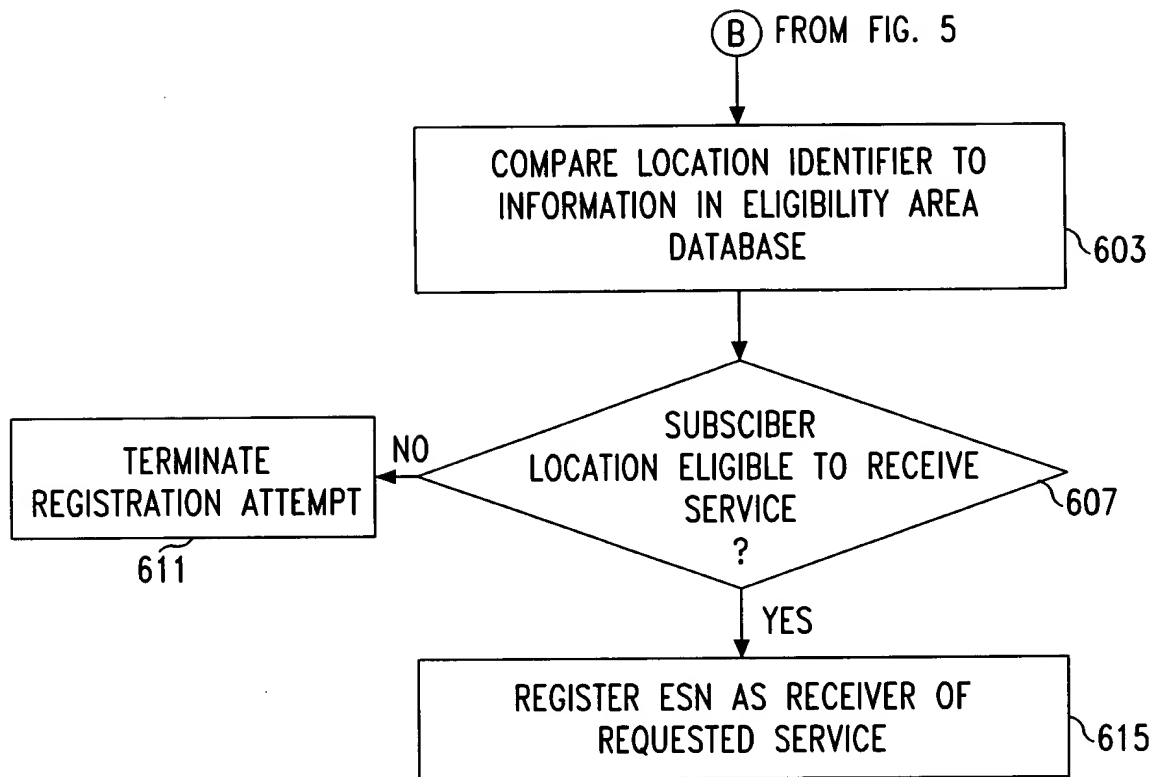 B FROM FIG. 5
COMPARE LOCATION IDENTIFIER TO
INFORMATION IN ELIGIBILITY AREA
DATABASE
603
SUBSCIBER
LOCATION ELIGIBLE TO RECEIVE
SERVICE
?
607
NO
TERMINATE
REGISTRATION ATTEMPT
611
YES
REGISTER ESN AS RECEIVER OF
REQUESTED SERVICE
615